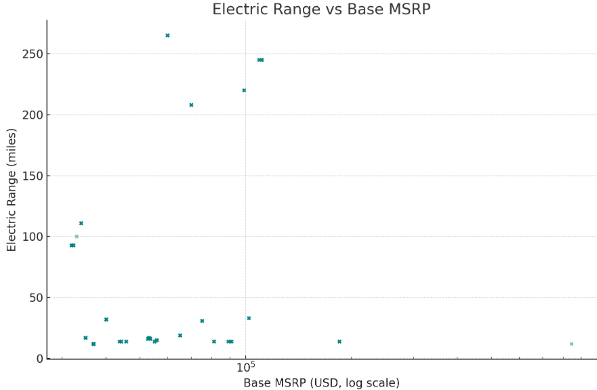 Electric Range vs Base MSRP
Electric Range (miles)
250
200
150
100
50
0
10⁵
Base MSRP (USD, log scale)